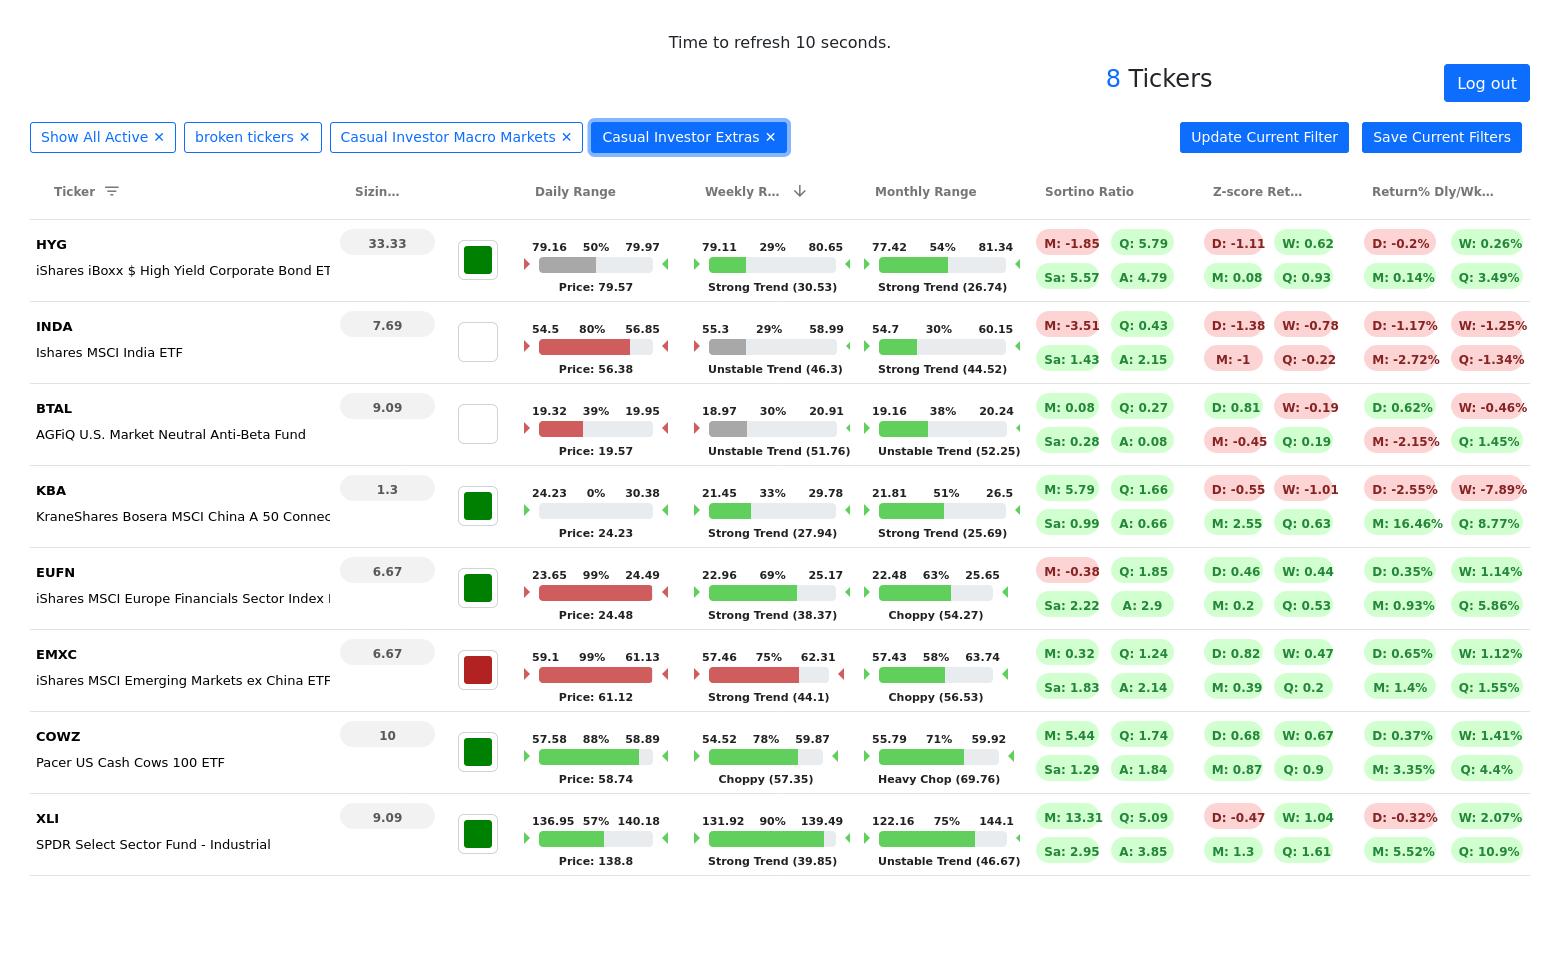 Time to refresh 10 seconds.
8 Tickers
Log out
Show All Active ✕ broken tickers ✕ Casual Investor Macro Markets ✕ Casual Investor Extras ✕ Update Current Filter Save Current Filters
Ticker Sizin... Daily Range Weekly R... Monthly Range Sortino Ratio Z-score Ret... Return% Dly/Wk...
HYG 33.33 79.16 50% 79.97 79.11 29% 80.65 77.42 54% 81.34 M: -1.85 Q: 5.79 D: -1.11 W: 0.62 D: -0.2% W: 0.26%
iShares iBoxx $ High Yield Corporate Bond ET Sa: 5.57 A: 4.79 M: 0.08 Q: 0.93 M: 0.14% Q: 3.49%
Price: 79.57 Strong Trend (30.53) Strong Trend (26.74)
INDA 7.69 54.5 80% 56.85 55.3 29% 58.99 54.7 30% 60.15 M: -3.51 Q: 0.43 D: -1.38 W: -0.78 D: -1.17% W: -1.25%
Ishares MSCI India ETF Sa: 1.43 A: 2.15 M: -1 Q: -0.22 M: -2.72% Q: -1.34%
Price: 56.38 Unstable Trend (46.3) Strong Trend (44.52)
BTAL 9.09 19.32 39% 19.95 18.97 30% 20.91 19.16 38% 20.24 M: 0.08 Q: 0.27 D: 0.81 W: -0.19 D: 0.62% W: -0.46%
AGFiQ U.S. Market Neutral Anti-Beta Fund Sa: 0.28 A: 0.08 M: -0.45 Q: 0.19 M: -2.15% Q: 1.45%
Price: 19.57 Unstable Trend (51.76) Unstable Trend (52.25)
KBA 1.3 24.23 0% 30.38 21.45 33% 29.78 21.81 51% 26.5 M: 5.79 Q: 1.66 D: -0.55 W: -1.01 D: -2.55% W: -7.89%
KraneShares Bosera MSCI China A 50 Connec Sa: 0.99 A: 0.66 M: 2.55 Q: 0.63 M: 16.46% Q: 8.77%
Price: 24.23 Strong Trend (27.94) Strong Trend (25.69)
EUFN 6.67 23.65 99% 24.49 22.96 69% 25.17 22.48 63% 25.65 M: -0.38 Q: 1.85 D: 0.46 W: 0.44 D: 0.35% W: 1.14%
iShares MSCI Europe Financials Sector Index Sa: 2.22 A: 2.9 M: 0.2 Q: 0.53 M: 0.93% Q: 5.86%
Price: 24.48 Strong Trend (38.37) Choppy (54.27)
EMXC 6.67 59.1 99% 61.13 57.46 75% 62.31 57.43 58% 63.74 M: 0.32 Q: 1.24 D: 0.82 W: 0.47 D: 0.65% W: 1.12%
iShares MSCI Emerging Markets ex China ETF Sa: 1.83 A: 2.14 M: 0.39 Q: 0.2 M: 1.4% Q: 1.55%
Price: 61.12 Strong Trend (44.1) Choppy (56.53)
COWZ 10 57.58 88% 58.89 54.52 78% 59.87 55.79 71% 59.92 M: 5.44 Q: 1.74 D: 0.68 W: 0.67 D: 0.37% W: 1.41%
Pacer US Cash Cows 100 ETF Sa: 1.29 A: 1.84 M: 0.87 Q: 0.9 M: 3.35% Q: 4.4%
Price: 58.74 Choppy (57.35) Heavy Chop (69.76)
XLI 9.09 136.95 57% 140.18 131.92 90% 139.49 122.16 75% 144.1 M: 13.31 Q: 5.09 D: -0.47 W: 1.04 D: -0.32% W: 2.07%
SPDR Select Sector Fund - Industrial Sa: 2.95 A: 3.85 M: 1.3 Q: 1.61 M: 5.52% Q: 10.9%
Price: 138.8 Strong Trend (39.85) Unstable Trend (46.67)